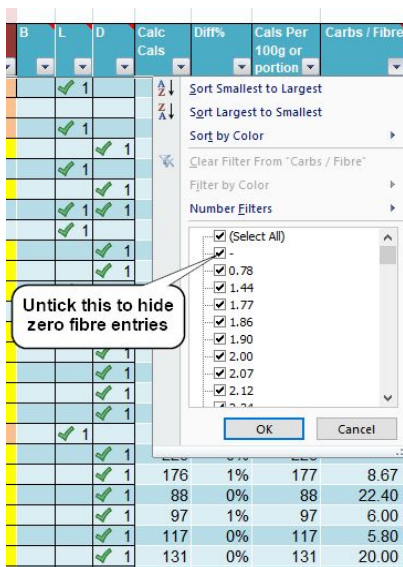 B L D Calc Cals Diff% Cals Per 100g or portion Carbs / Fibre
Sort Smallest to Largest
Sort Largest to Smallest
Sort by Color
Clear Filter From "Carbs / Fibre"
Filter by Color
Number Filters
(Select All)
-
0.78
1.44
1.77
1.86
1.90
2.00
2.07
2.12
Untick this to hide
zero fibre entries
OK Cancel
1
1
1
1
1
1 1
1
1
1
1
1
1
1
1
1
1 176 1% 177 8.67
1 88 0% 88 22.40
1 97 1% 97 6.00
1 117 0% 117 5.80
1 131 0% 131 20.00